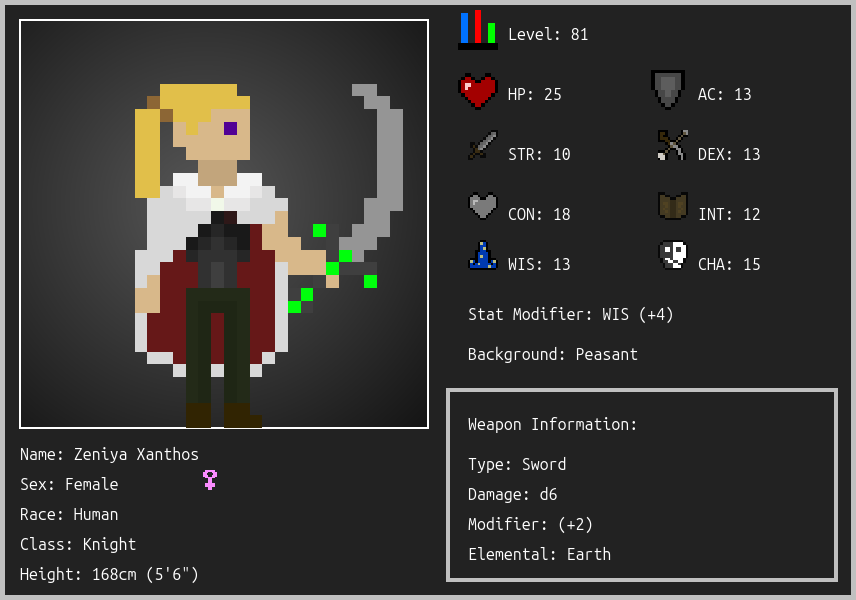 Level: 81
HP: 25
AC: 13
STR: 10
DEX: 13
CON: 18
INT: 12
WIS: 13
CHA: 15
Stat Modifier: WIS (+4)
Background: Peasant
Weapon Information:
Type: Sword
Damage: d6
Modifier: (+2)
Elemental: Earth
Name: Zeniya Xanthos
Sex: Female
Race: Human
Class: Knight
Height: 168cm (5'6")